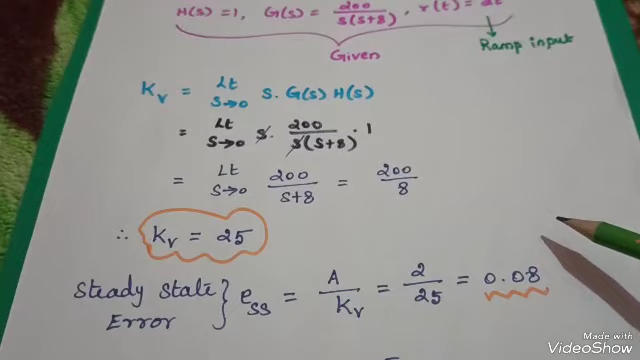 H(s) = 1, G(s) = 200/s(s+8), r(t) = 2t
Given
Ramp input
Kv = Lt s→0 s. G(s) H(s)
= Lt s→0 s. 200/s(s+8) . 1
= Lt s→0 200/s+8 = 200/8
∴ Kv = 25
Steady State Error } ess = A/Kv = 2/25 = 0.08
Made with
VideoShow